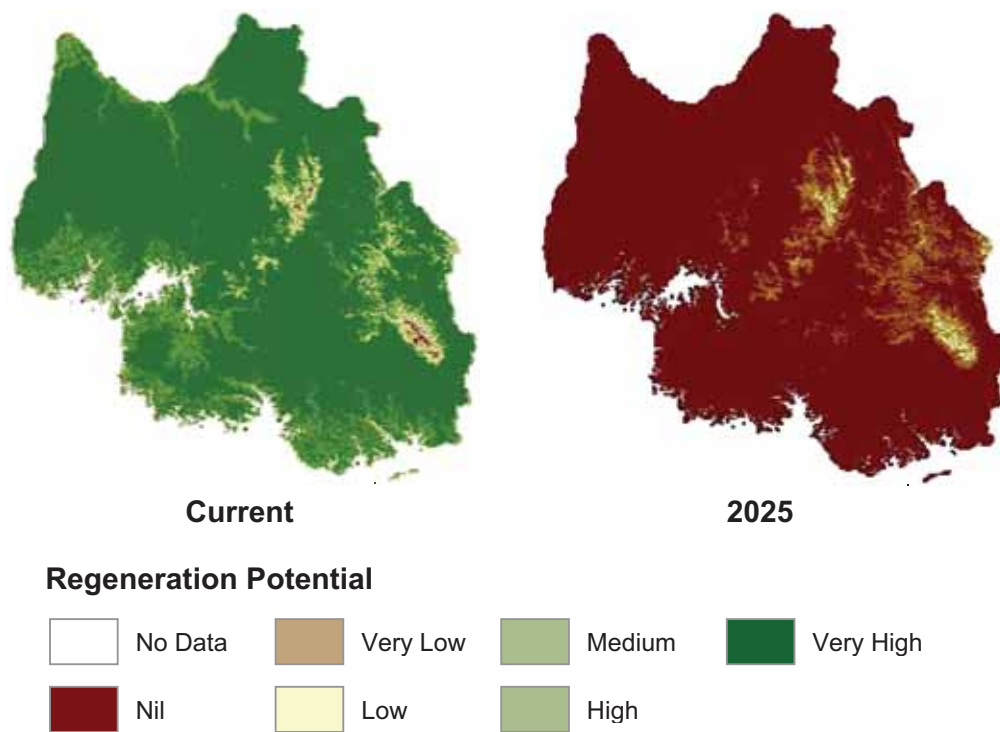 Current 2025
Regeneration Potential
No Data Very Low Medium Very High
Nil Low High